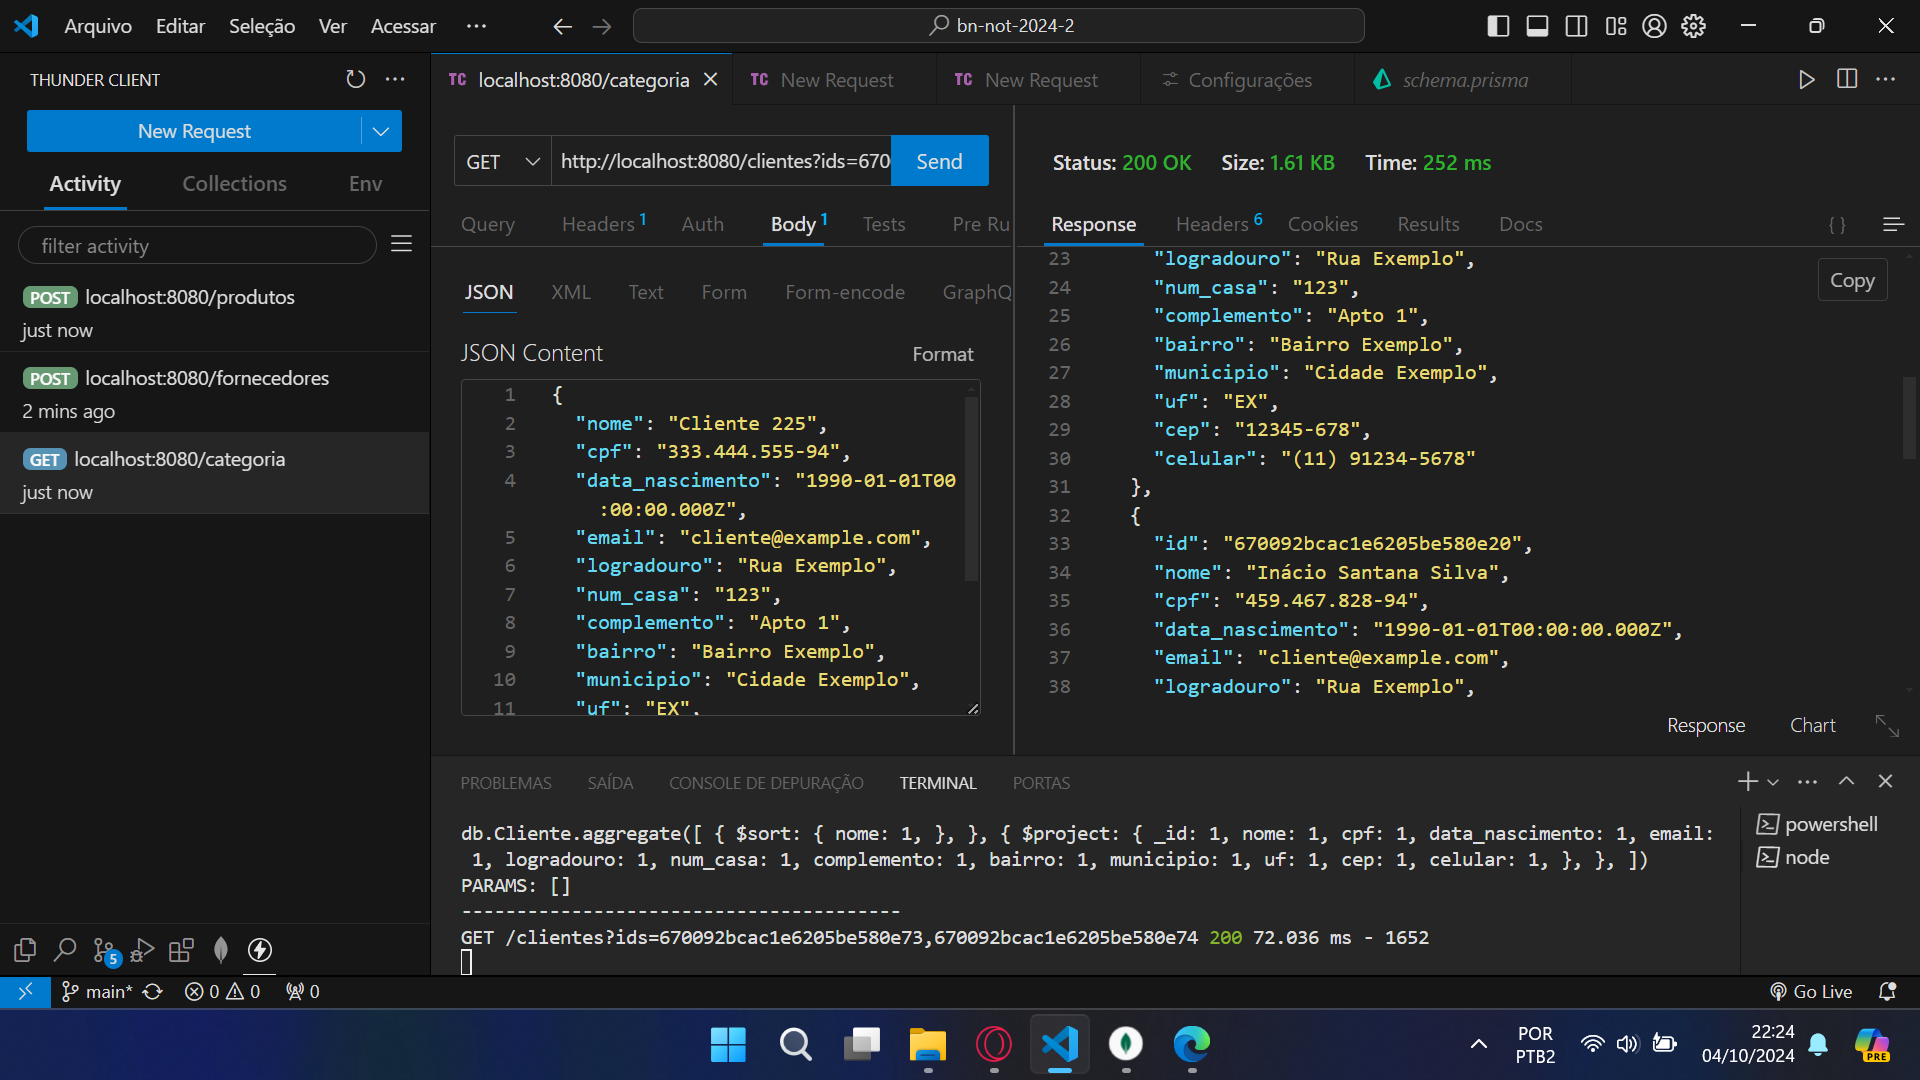 Arquivo Editar Seleção Ver Acessar ···
bn-not-2024-2
THUNDER CLIENT
New Request
Activity Collections Env
filter activity
POST localhost:8080/produtos
just now
POST localhost:8080/fornecedores
2 mins ago
GET localhost:8080/categoria
just now
TC localhost:8080/categoria
TC New Request
TC New Request
Configurações
schema.prisma
GET http://localhost:8080/clientes?ids=670 Send
Query Headers 1 Auth Body 1 Tests Pre Ru
JSON XML Text Form Form-encode GraphQ
JSON Content Format
1 {
2 "nome": "Cliente 225",
3 "cpf": "333.444.555-94",
4 "data_nascimento": "1990-01-01T00
:00:00.000Z",
5 "email": "cliente@example.com",
6 "logradouro": "Rua Exemplo",
7 "num_casa": "123",
8 "complemento": "Apto 1",
9 "bairro": "Bairro Exemplo",
10 "municipio": "Cidade Exemplo",
11 "uf": "EX",
Status: 200 OK Size: 1.61 KB Time: 252 ms
Response Headers 6 Cookies Results Docs { }
Copy
23 "logradouro": "Rua Exemplo",
24 "num_casa": "123",
25 "complemento": "Apto 1",
26 "bairro": "Bairro Exemplo",
27 "municipio": "Cidade Exemplo",
28 "uf": "EX",
29 "cep": "12345-678",
30 "celular": "(11) 91234-5678"
31 },
32 {
33 "id": "670092bcac1e6205be580e20",
34 "nome": "Inácio Santana Silva",
35 "cpf": "459.467.828-94",
36 "data_nascimento": "1990-01-01T00:00:00.000Z",
37 "email": "cliente@example.com",
38 "logradouro": "Rua Exemplo",
Response Chart
PROBLEMAS SAÍDA CONSOLE DE DEPURAÇÃO TERMINAL PORTAS
db.Cliente.aggregate([ { $sort: { nome: 1, }, }, { $project: { _id: 1, nome: 1, cpf: 1, data_nascimento: 1, email:
1, logradouro: 1, num_casa: 1, complemento: 1, bairro: 1, municipio: 1, uf: 1, cep: 1, celular: 1, }, }, ])
PARAMS: []
----------------------------------------
GET /clientes?ids=670092bcac1e6205be580e73,670092bcac1e6205be580e74 200 72.036 ms - 1652
powershell
node
5
main* 0 0 0
Go Live
POR
PTB2
22:24
04/10/2024
PRE